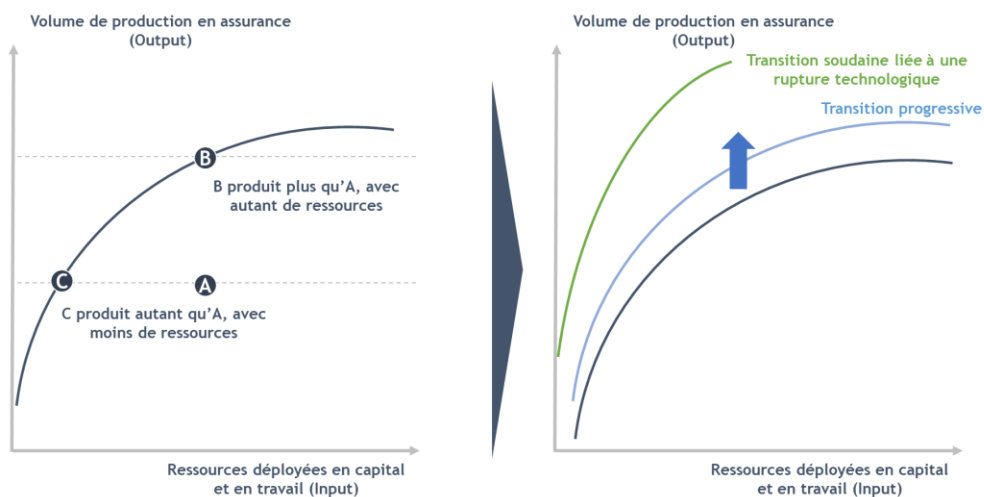 Volume de production en assurance
(Output)
B
B produit plus qu'A, avec
autant de ressources
C
A
C produit autant qu'A, avec
moins de ressources
Ressources déployées en capital
et en travail (Input)
Volume de production en assurance
(Output)
Transition soudaine liée à une
rupture technologique
Transition progressive
Ressources déployées en capital
et en travail (Input)